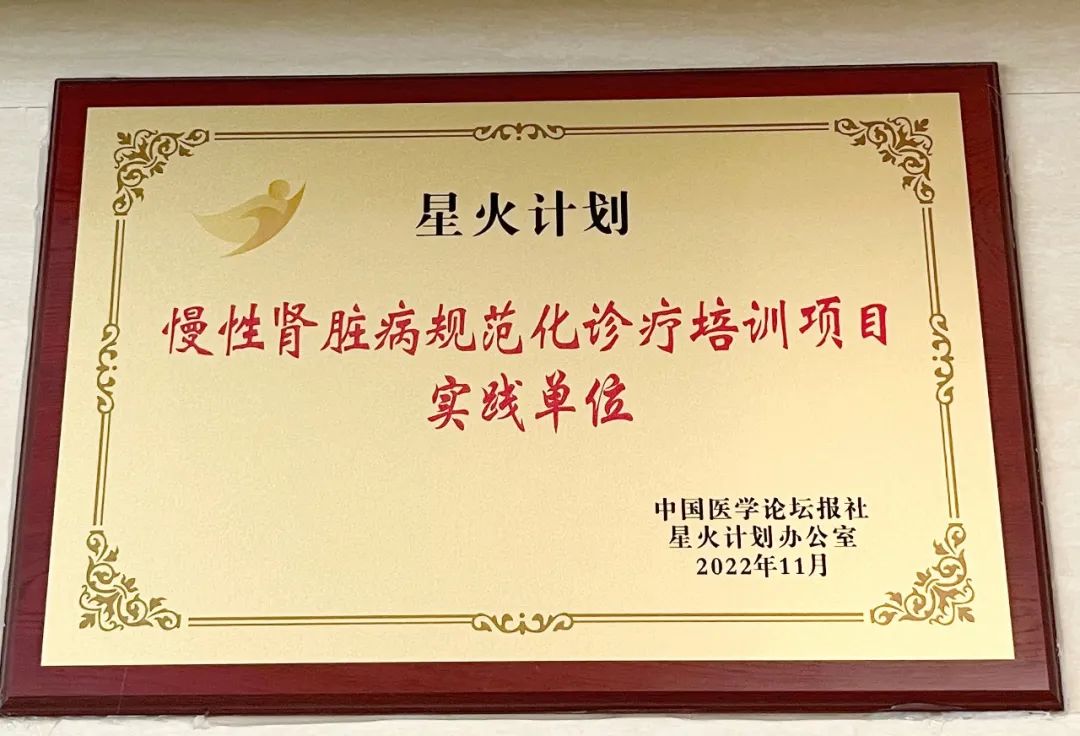 星火计划
慢性肾脏病规范化诊疗培训项目
实践单位
中国医学论坛报社
星火计划办公室
2022年11月